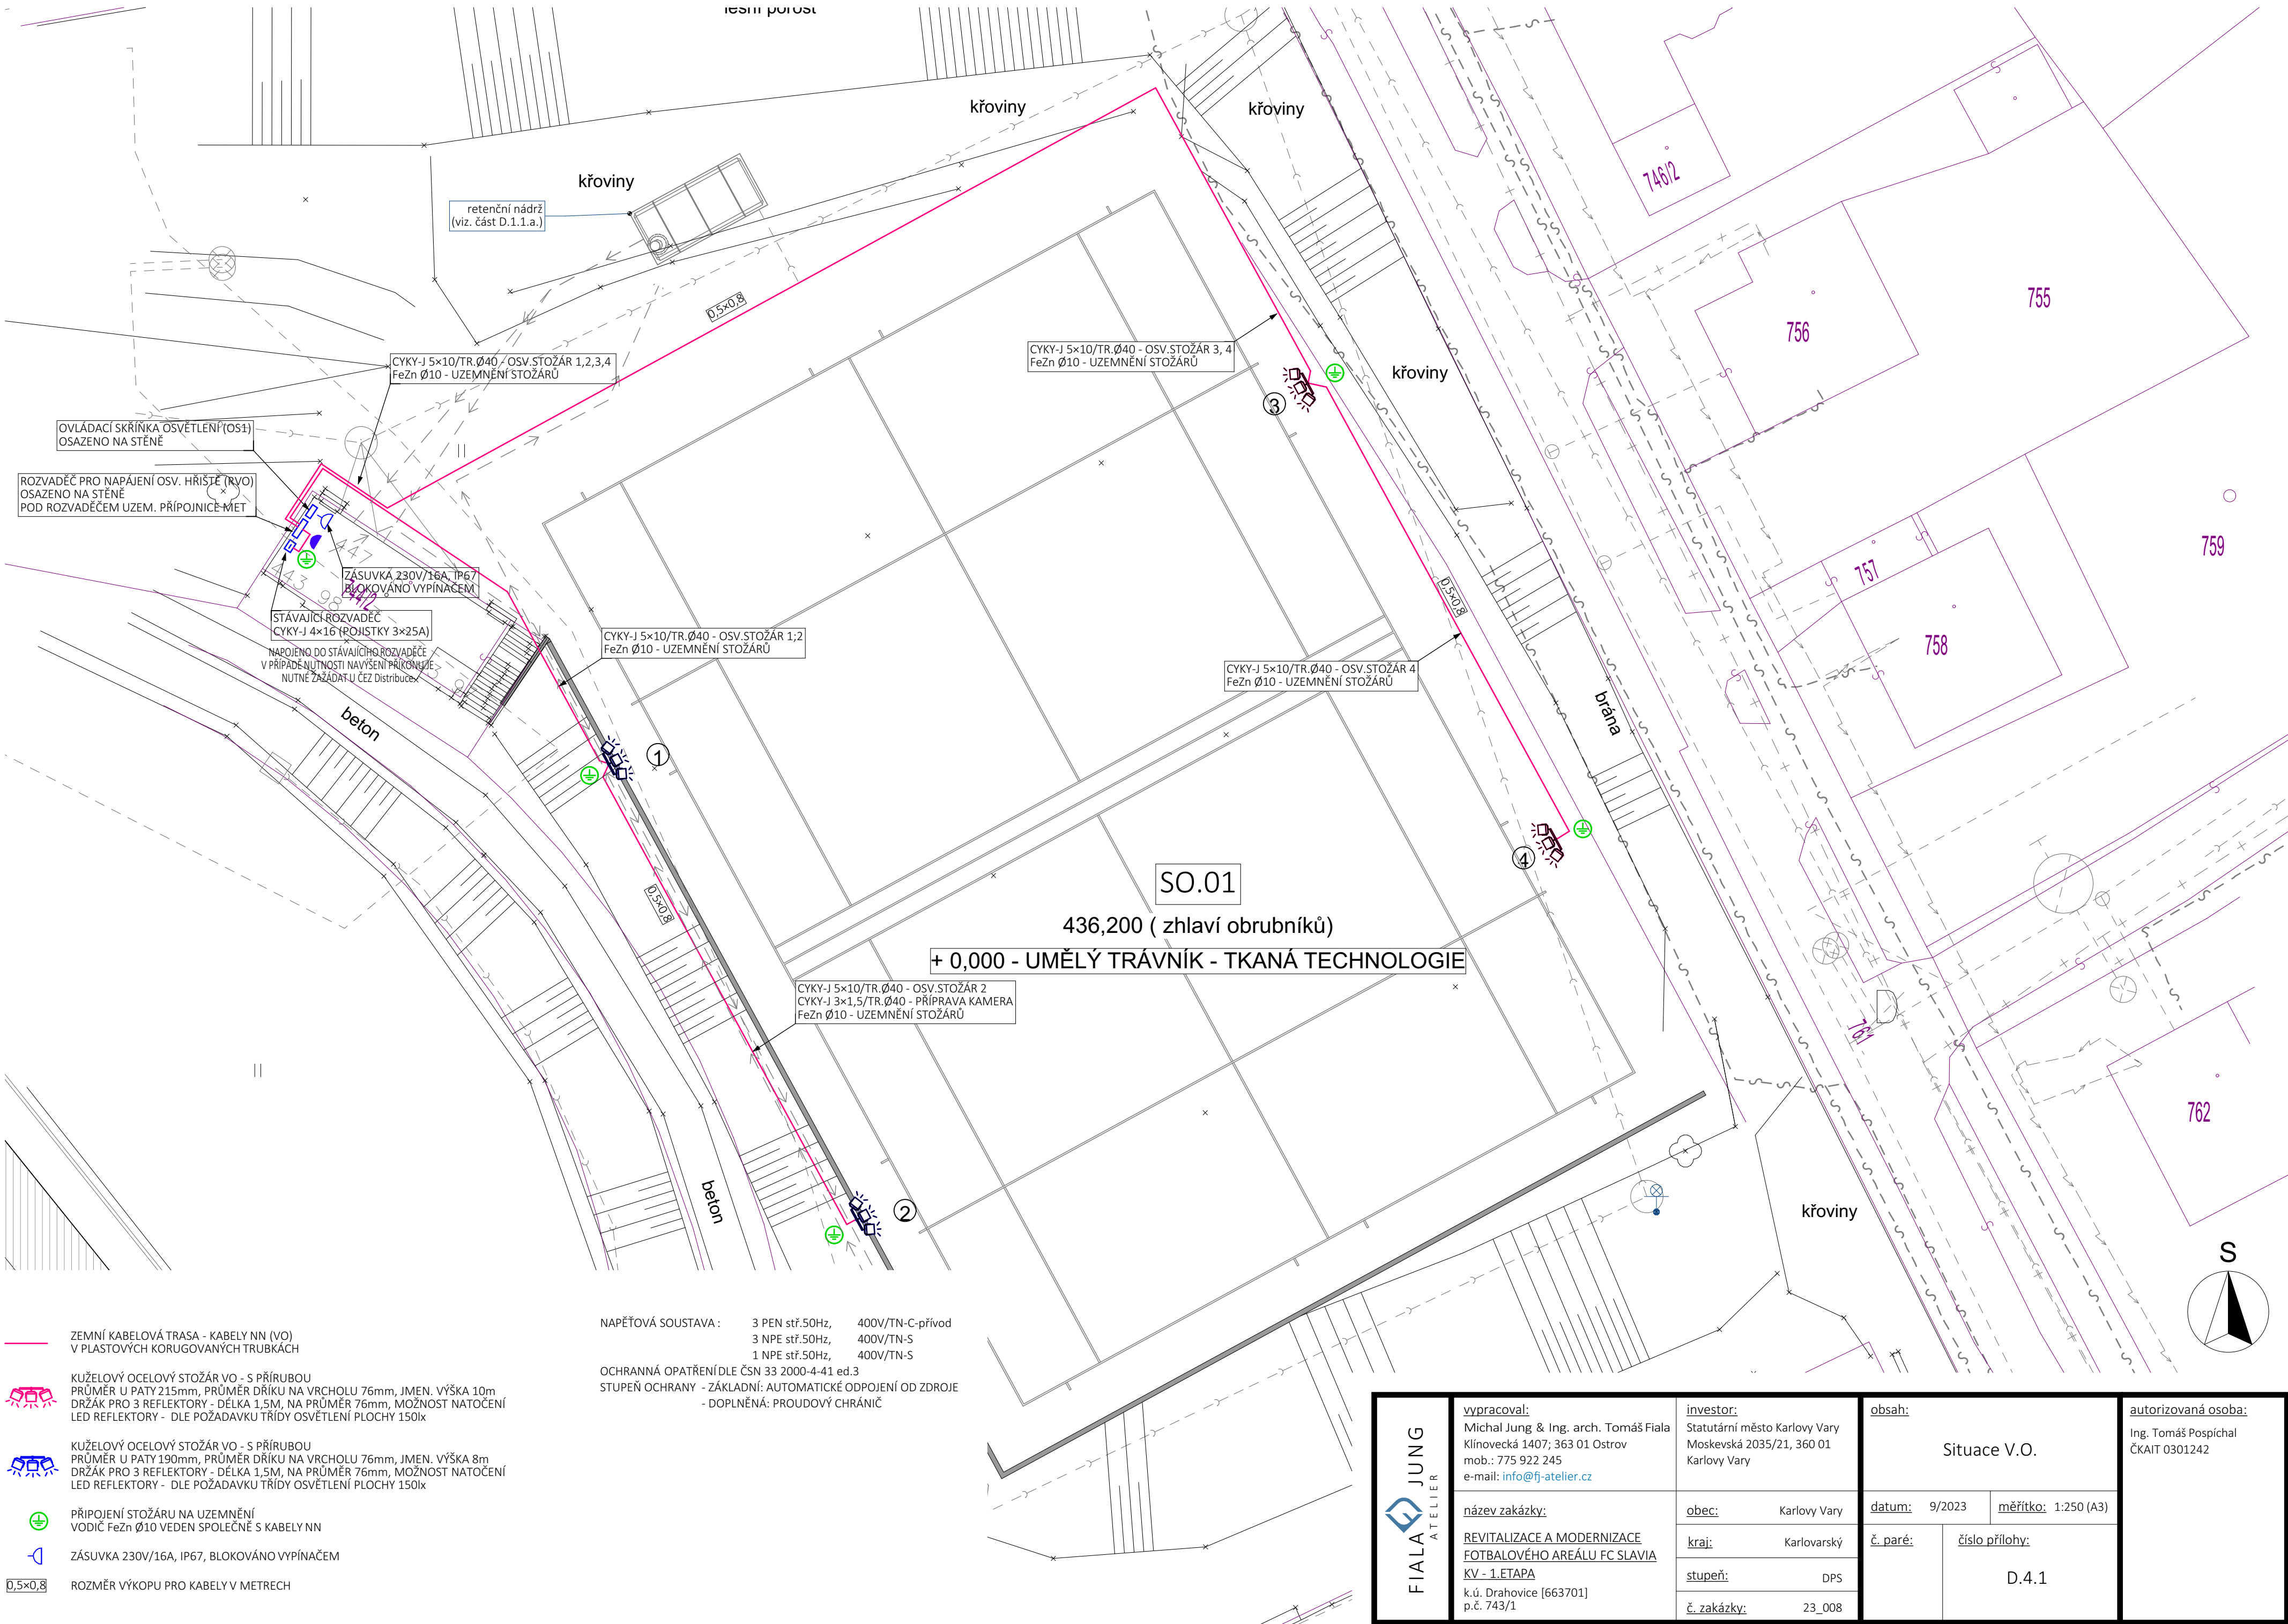 lesní porost
křoviny
křoviny
křoviny
retenční nádrž
(viz. část D.1.1.a.)
0,5×0,8
746/2
755
756
CYKY-J 5×10/TR.Ø40 - OSV.STOŽÁR 1,2,3,4
FeZn Ø10 - UZEMNĚNÍ STOŽÁRŮ
CYKY-J 5×10/TR.Ø40 - OSV.STOŽÁR 3, 4
FeZn Ø10 - UZEMNĚNÍ STOŽÁRŮ
křoviny
3
OVLÁDACÍ SKŘÍŇKA OSVĚTLENÍ (OS1)
OSAZENO NA STĚNĚ
ROZVADĚČ PRO NAPÁJENÍ OSV. HŘIŠTĚ (RVO)
OSAZENO NA STĚNĚ
POD ROZVADĚČEM UZEM. PŘÍPOJNICE MET
ZÁSUVKA 230V/16A, IP67
BLOKOVÁNO VYPÍNAČEM
STÁVAJÍCÍ ROZVADĚČ
CYKY-J 4×16 (POJISTKY 3×25A)
NAPOJENO DO STÁVAJÍCÍHO ROZVADĚČE
V PŘÍPADĚ NUTNOSTI NAVÝŠENÍ PŘÍKONU JE
NUTNÉ ZAŽÁDAT U ČEZ Distribuce
759
757
758
0,5×0,8
CYKY-J 5×10/TR.Ø40 - OSV.STOŽÁR 1;2
FeZn Ø10 - UZEMNĚNÍ STOŽÁRŮ
CYKY-J 5×10/TR.Ø40 - OSV.STOŽÁR 4
FeZn Ø10 - UZEMNĚNÍ STOŽÁRŮ
beton
brána
1
4
0,5×0,8
SO.01
436,200 ( zhlaví obrubníků)
+ 0,000 - UMĚLÝ TRÁVNÍK - TKANÁ TECHNOLOGIE
CYKY-J 5×10/TR.Ø40 - OSV.STOŽÁR 2
CYKY-J 3×1,5/TR.Ø40 - PŘÍPRAVA KAMERA
FeZn Ø10 - UZEMNĚNÍ STOŽÁRŮ
761
762
beton
2
křoviny
S
ZEMNÍ KABELOVÁ TRASA - KABELY NN (VO)
V PLASTOVÝCH KORUGOVANÝCH TRUBKÁCH
KUŽELOVÝ OCELOVÝ STOŽÁR VO - S PŘÍRUBOU
PRŮMĚR U PATY 215mm, PRŮMĚR DŘÍKU NA VRCHOLU 76mm, JMEN. VÝŠKA 10m
DRŽÁK PRO 3 REFLEKTORY - DÉLKA 1,5M, NA PRŮMĚR 76mm, MOŽNOST NATOČENÍ
LED REFLEKTORY - DLE POŽADAVKU TŘÍDY OSVĚTLENÍ PLOCHY 150lx
KUŽELOVÝ OCELOVÝ STOŽÁR VO - S PŘÍRUBOU
PRŮMĚR U PATY 190mm, PRŮMĚR DŘÍKU NA VRCHOLU 76mm, JMEN. VÝŠKA 8m
DRŽÁK PRO 3 REFLEKTORY - DÉLKA 1,5M, NA PRŮMĚR 76mm, MOŽNOST NATOČENÍ
LED REFLEKTORY - DLE POŽADAVKU TŘÍDY OSVĚTLENÍ PLOCHY 150lx
PŘIPOJENÍ STOŽÁRU NA UZEMNĚNÍ
VODIČ FeZn Ø10 VEDEN SPOLEČNĚ S KABELY NN
ZÁSUVKA 230V/16A, IP67, BLOKOVÁNO VYPÍNAČEM
0,5×0,8 ROZMĚR VÝKOPU PRO KABELY V METRECH
NAPĚŤOVÁ SOUSTAVA : 3 PEN stř.50Hz, 400V/TN-C-přívod
3 NPE stř.50Hz, 400V/TN-S
1 NPE stř.50Hz, 400V/TN-S
OCHRANNÁ OPATŘENÍ DLE ČSN 33 2000-4-41 ed.3
STUPEŇ OCHRANY - ZÁKLADNÍ: AUTOMATICKÉ ODPOJENÍ OD ZDROJE
- DOPLNĚNÁ: PROUDOVÝ CHRÁNIČ
FIALA JUNG
ATELIER
vypracoval:
Michal Jung & Ing. arch. Tomáš Fiala
Klínovecká 1407; 363 01 Ostrov
mob.: 775 922 245
e-mail: info@fj-atelier.cz
název zakázky:
REVITALIZACE A MODERNIZACE
FOTBALOVÉHO AREÁLU FC SLAVIA
KV - 1.ETAPA
k.ú. Drahovice [663701]
p.č. 743/1
investor:
Statutární město Karlovy Vary
Moskevská 2035/21, 360 01
Karlovy Vary
obec: Karlovy Vary
kraj: Karlovarský
stupeň: DPS
č. zakázky: 23_008
obsah:
Situace V.O.
datum: 9/2023
měřítko: 1:250 (A3)
č. paré:
číslo přílohy:
D.4.1
autorizovaná osoba:
Ing. Tomáš Pospíchal
ČKAIT 0301242